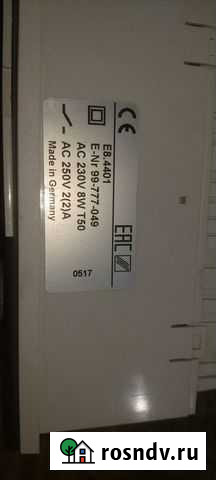 E8.4401
E-Nr 99-777-049
AC 230V 8W T50
AC 250V 2(2)A
Made in Germany
CE
EAC
0517
rosndv.ru